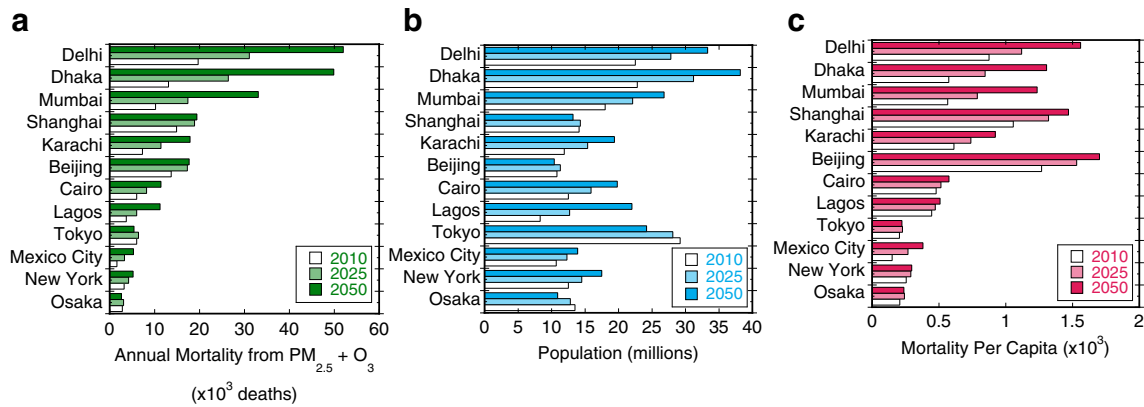 a
Delhi
Dhaka
Mumbai
Shanghai
Karachi
Beijing
Cairo
Lagos
Tokyo
Mexico City
New York
Osaka
2010
2025
2050
0 10 20 30 40 50 60
Annual Mortality from PM2.5 + O3
(x10³ deaths)
b
Delhi
Dhaka
Mumbai
Shanghai
Karachi
Beijing
Cairo
Lagos
Tokyo
Mexico City
New York
Osaka
2010
2025
2050
0 5 10 15 20 25 30 35 40
Population (millions)
c
Delhi
Dhaka
Mumbai
Shanghai
Karachi
Beijing
Cairo
Lagos
Tokyo
Mexico City
New York
Osaka
2010
2025
2050
0 0.5 1 1.5 2
Mortality Per Capita (x10³)